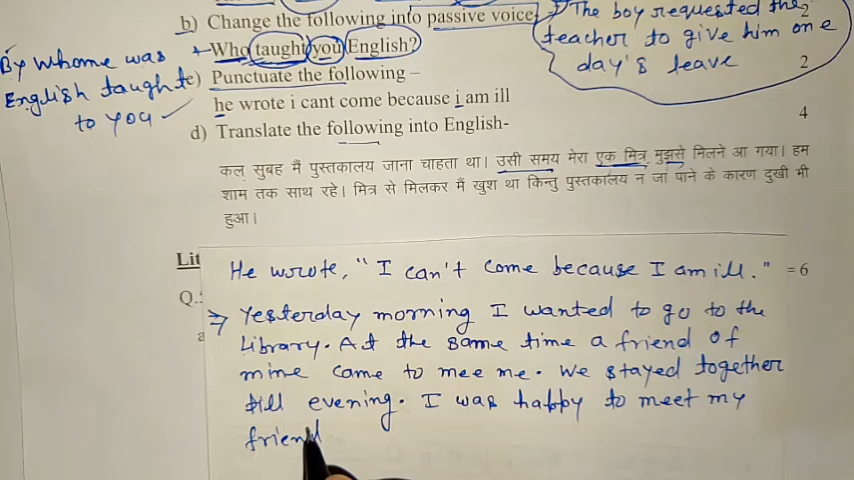 b) Change the following into passive voice,
Who taught you English?
The boy requested the
teacher to give him one
day's leave
2
2
By whome was
English taught
to you
c) Punctuate the following –
he wrote i cant come because i am ill
d) Translate the following into English-
4
कल सुबह मैं पुस्तकालय जाना चाहता था। उसी समय मेरा एक मित्र मुझसे मिलने आ गया। हम
शाम तक साथ रहे। मित्र से मिलकर मैं खुश था किन्तु पुस्तकालय न जा पाने के कारण दुखी भी
हुआ।
Lit
He wrote, "I can't come because I am ill."
=6
Q.
a
Yesterday morning I wanted to go to the
Library. At the same time a friend of
mine came to mee me. We stayed together
till evening. I was happy to meet my
friend